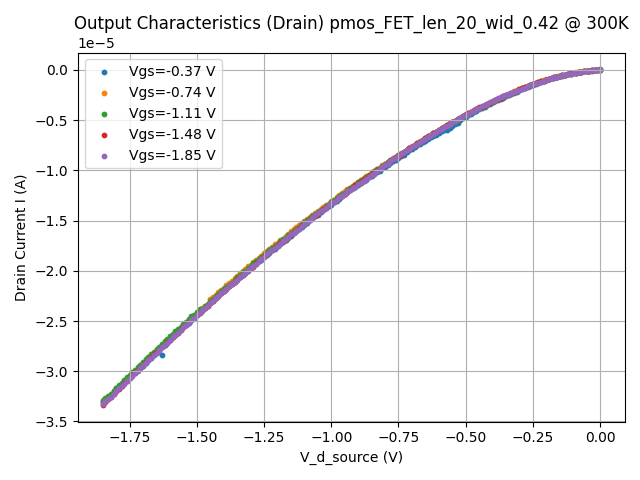 Output Characteristics (Drain) pmos_FET_len_20_wid_0.42 @ 300K
1e−5
0.0
−0.5
−1.0
−1.5
−2.0
−2.5
−3.0
−3.5
Drain Current I (A)
Vgs=-0.37 V
Vgs=-0.74 V
Vgs=-1.11 V
Vgs=-1.48 V
Vgs=-1.85 V
−1.75 −1.50 −1.25 −1.00 −0.75 −0.50 −0.25 0.00
V_d_source (V)